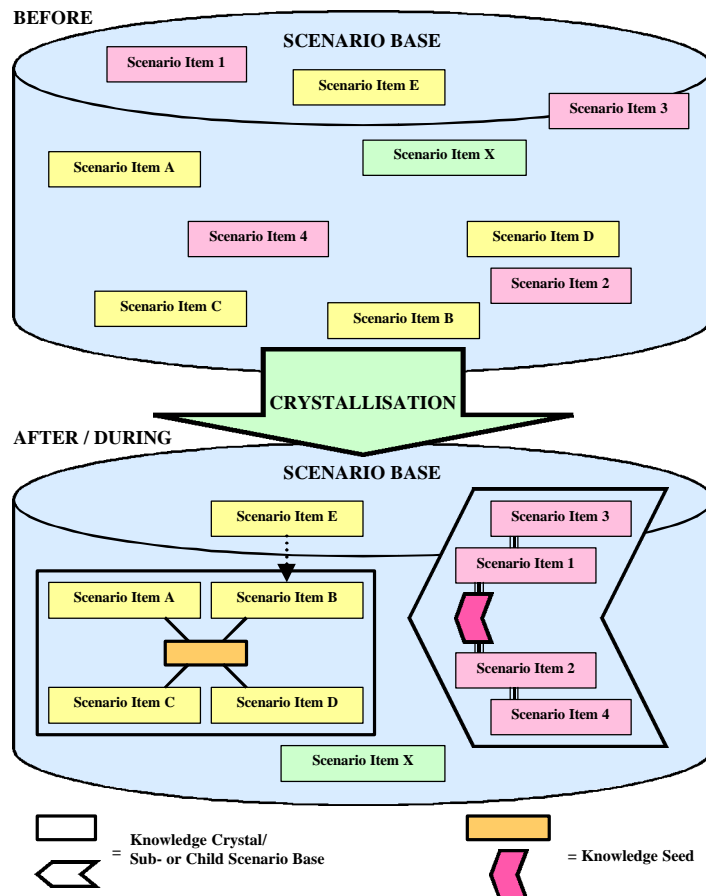 BEFORE
SCENARIO BASE
Scenario Item 1
Scenario Item E
Scenario Item 3
Scenario Item X
Scenario Item A
Scenario Item 4
Scenario Item D
Scenario Item 2
Scenario Item C
Scenario Item B
CRYSTALLISATION
AFTER / DURING
SCENARIO BASE
Scenario Item E
Scenario Item 3
Scenario Item 1
Scenario Item A
Scenario Item B
Scenario Item 2
Scenario Item C
Scenario Item D
Scenario Item 4
Scenario Item X
= Knowledge Crystal/
Sub- or Child Scenario Base
= Knowledge Seed